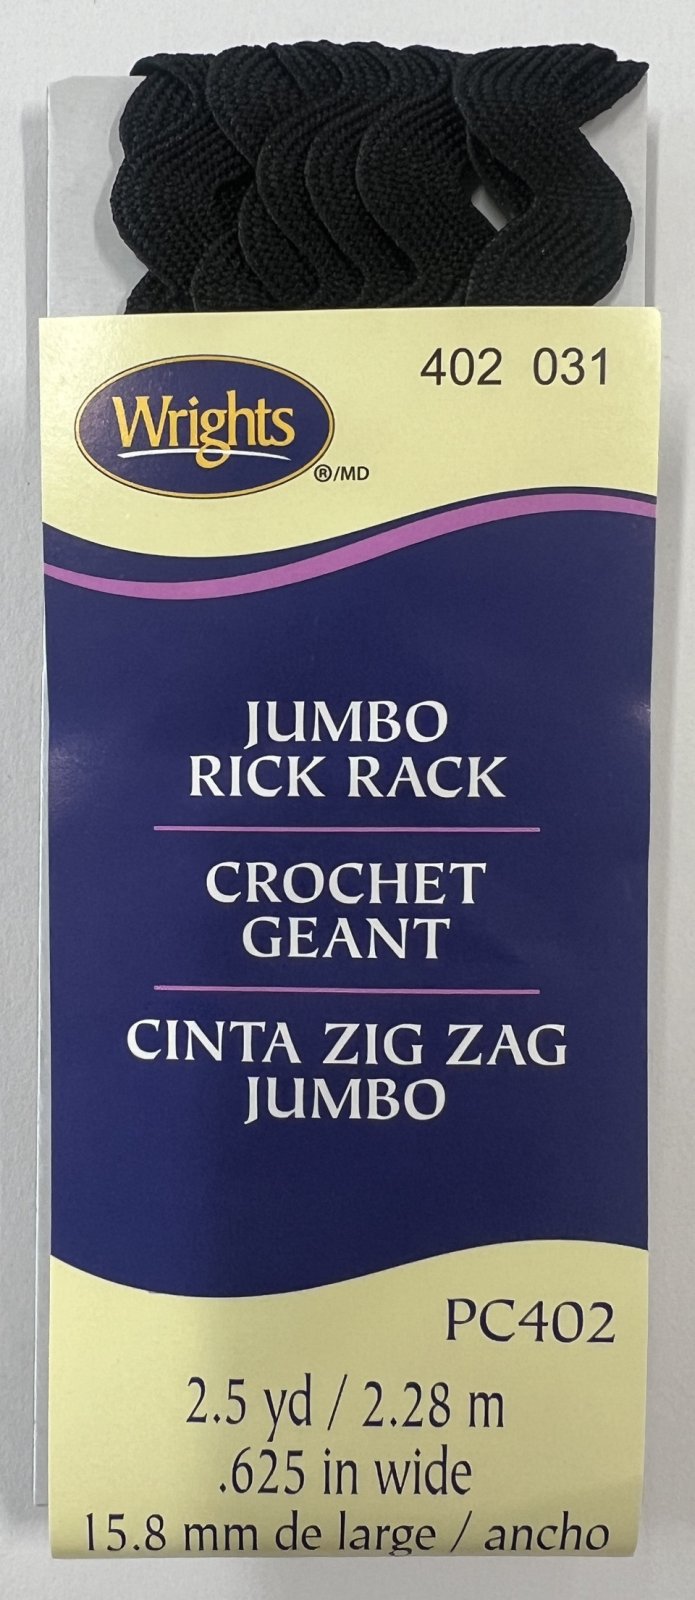 402 031
Wrights
®/MD
JUMBO
RICK RACK
CROCHET
GEANT
CINTA ZIG ZAG
JUMBO
PC402
2.5 yd / 2.28 m
.625 in wide
15.8 mm de large / ancho